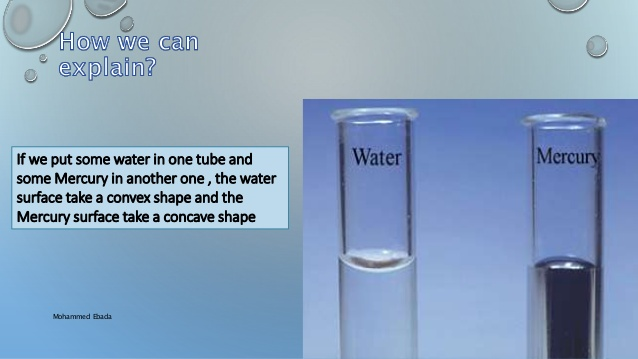 How we can
explain?
If we put some water in one tube and
some Mercury in another one , the water
surface take a convex shape and the
Mercury surface take a concave shape
Water
Mercury
Mohammed Ebada